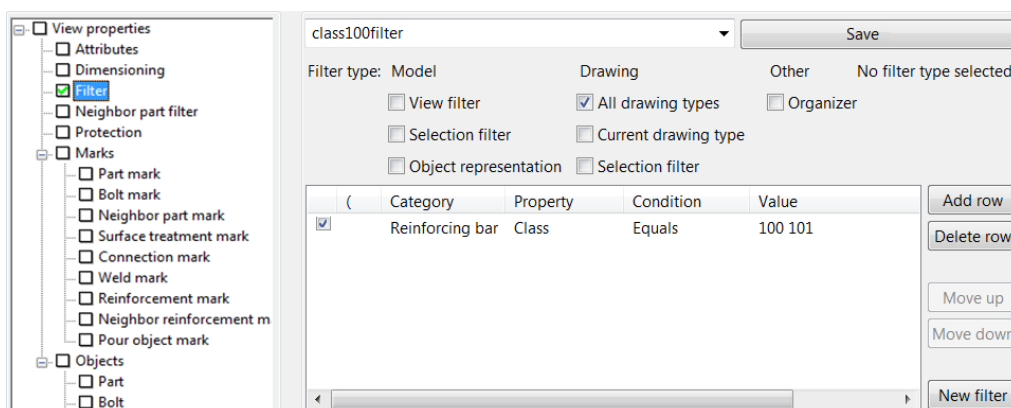 View properties
Attributes
Dimensioning
Filter
Neighbor part filter
Protection
Marks
Part mark
Bolt mark
Neighbor part mark
Surface treatment mark
Connection mark
Weld mark
Reinforcement mark
Neighbor reinforcement m
Pour object mark
Objects
Part
Bolt
class100filter Save
Filter type: Model Drawing Other No filter type selected
View filter All drawing types Organizer
Selection filter Current drawing type
Object representation Selection filter
( Category Property Condition Value
Reinforcing bar Class Equals 100 101
Add row
Delete row
Move up
Move down
New filter